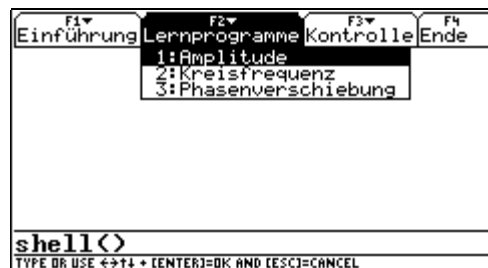 F1▼ F2▼ F3▼ F4
Einführung Lernprogramme Kontrolle Ende
1:Amplitude
2:Kreisfrequenz
3:Phasenverschiebung
shell()
TYPE OR USE ←→↑↓ + [ENTER]=OK AND [ESC]=CANCEL